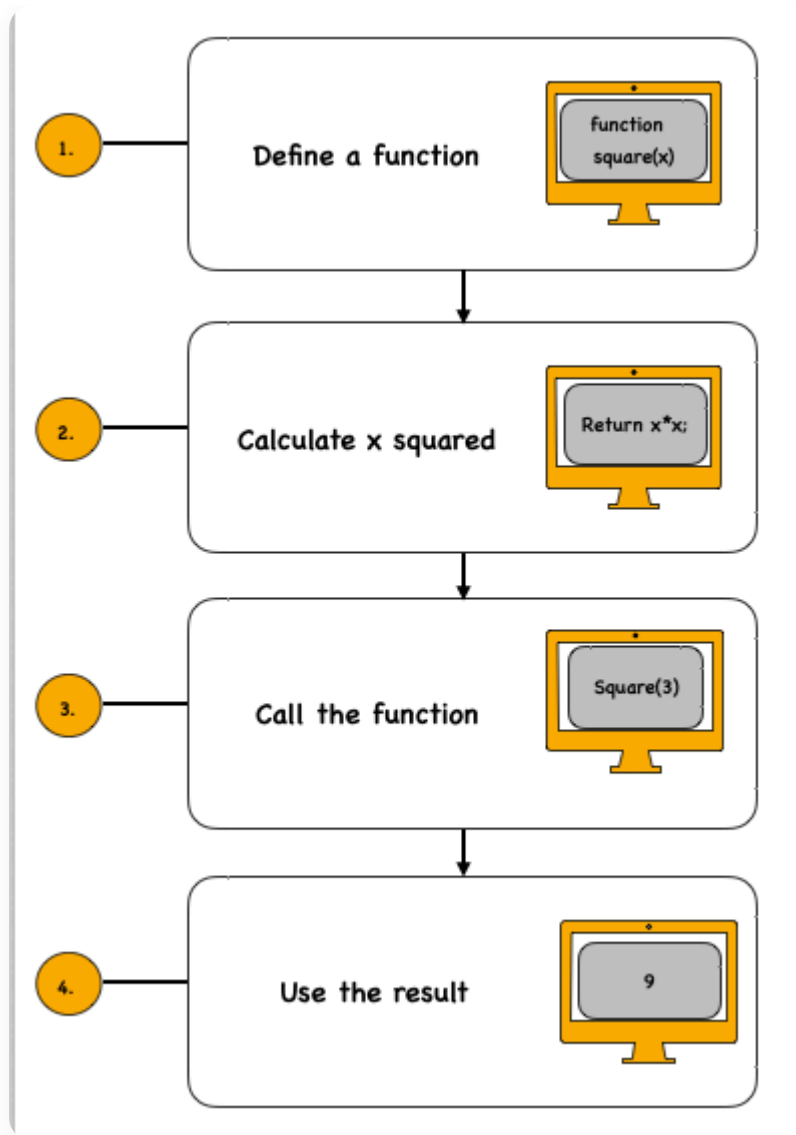 1.
Define a function
function
square(x)
2.
Calculate x squared
Return x*x;
3.
Call the function
Square(3)
4.
Use the result
9